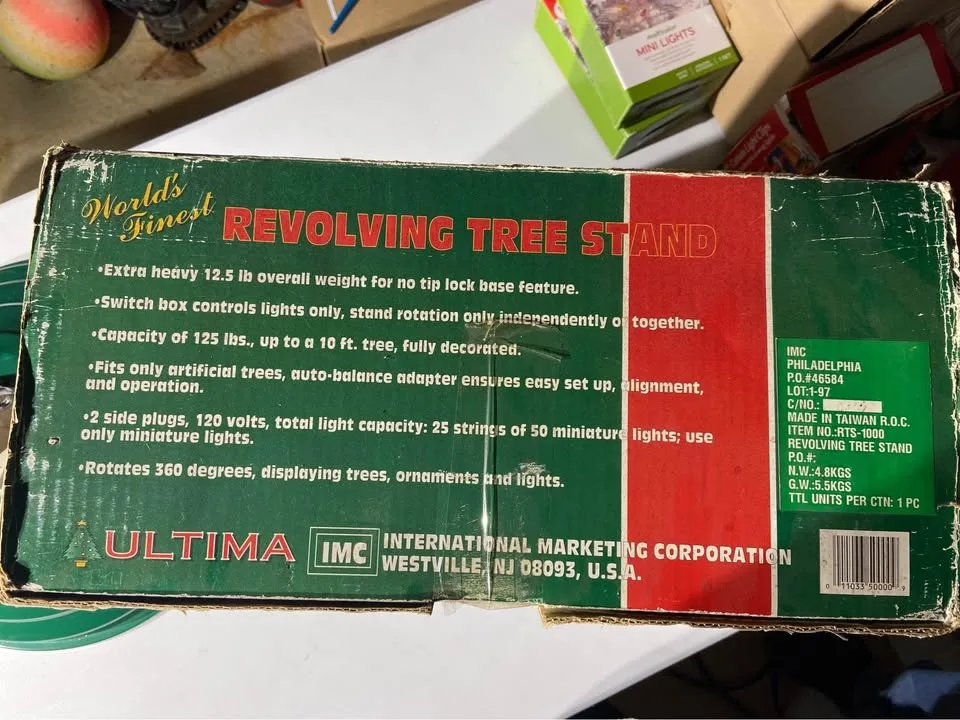 MINI LIGHTS
World's
Finest
REVOLVING TREE STAND
•Extra heavy 12.5 lb overall weight for no tip lock base feature.
•Switch box controls lights only, stand rotation only independently or together.
•Capacity of 125 lbs., up to a 10 ft. tree, fully decorated.
•Fits only artificial trees, auto-balance adapter ensures easy set up, alignment,
and operation.
•2 side plugs, 120 volts, total light capacity: 25 strings of 50 miniature lights; use
only miniature lights.
•Rotates 360 degrees, displaying trees, ornaments and lights.
ULTIMA
IMC
INTERNATIONAL MARKETING CORPORATION
WESTVILLE, NJ 08093, U.S.A.
IMC
PHILADELPHIA
P.O.#46584
LOT:1-97
C/NO.:
MADE IN TAIWAN R.O.C.
ITEM NO.:RTS-1000
REVOLVING TREE STAND
P.O.#:
N.W.:4.8KGS
G.W.:5.5KGS
TTL UNITS PER CTN: 1 PC
0 11033 50000 9